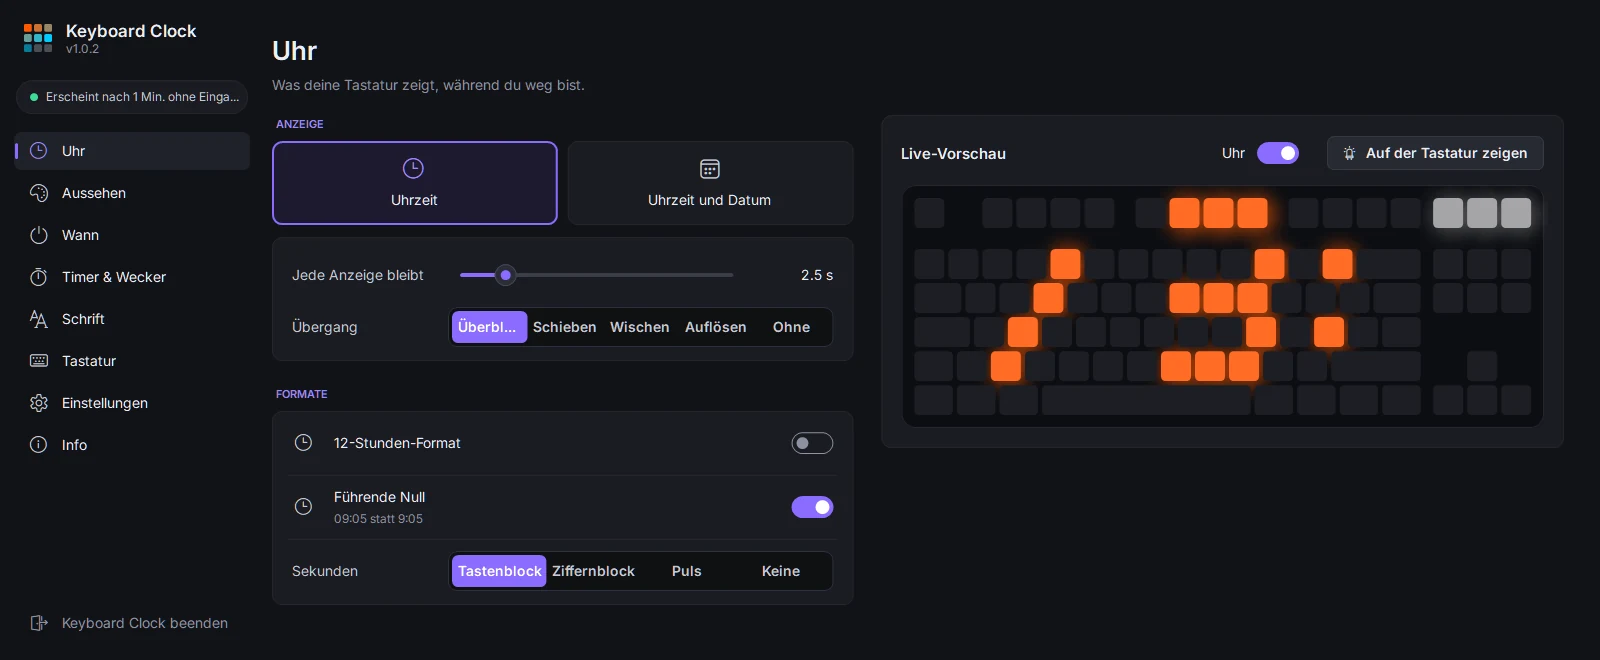 Keyboard Clock
v1.0.2
Erscheint nach 1 Min. ohne Einga...
Uhr
Aussehen
Wann
Timer & Wecker
Schrift
Tastatur
Einstellungen
Info
Keyboard Clock beenden
Uhr
Was deine Tastatur zeigt, während du weg bist.
ANZEIGE
Uhrzeit
Uhrzeit und Datum
Jede Anzeige bleibt
2.5 s
Übergang
Überbl...
Schieben
Wischen
Auflösen
Ohne
FORMATE
12-Stunden-Format
Führende Null
09:05 statt 9:05
Sekunden
Tastenblock
Ziffernblock
Puls
Keine
Live-Vorschau
Uhr
Auf der Tastatur zeigen